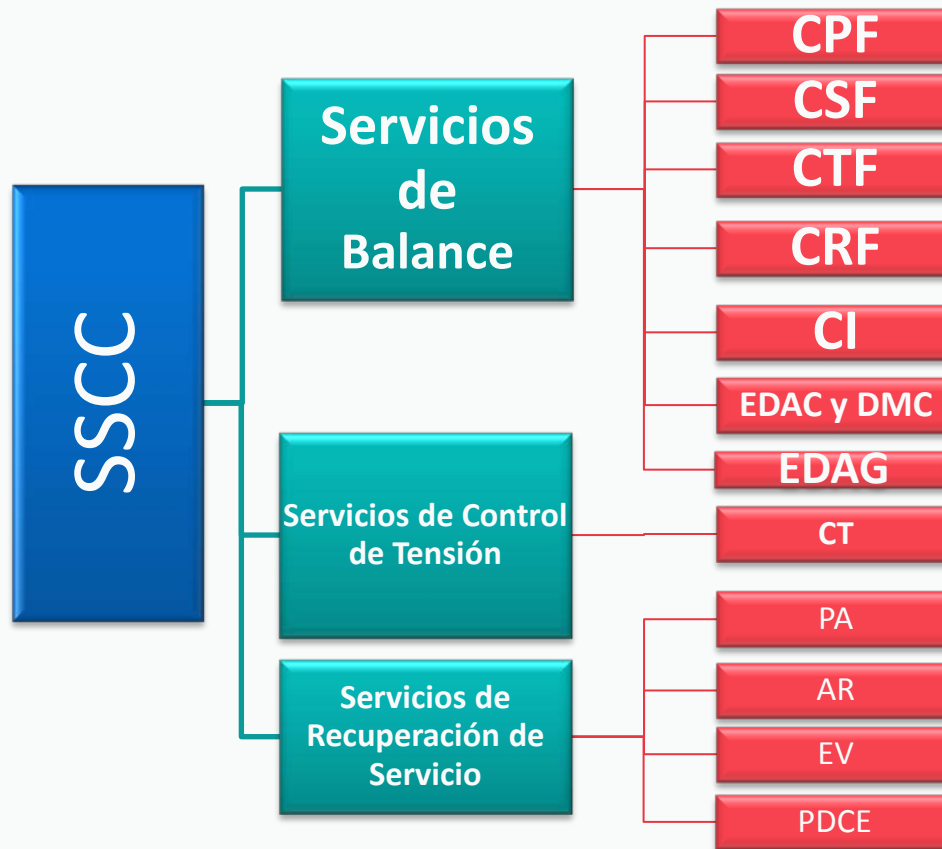 SSCC
Servicios
de
Balance
CPF
CSF
CTF
CRF
CI
EDAC y DMC
EDAG
Servicios de Control
de Tensión
CT
Servicios de
Recuperación de
Servicio
PA
AR
EV
PDCE